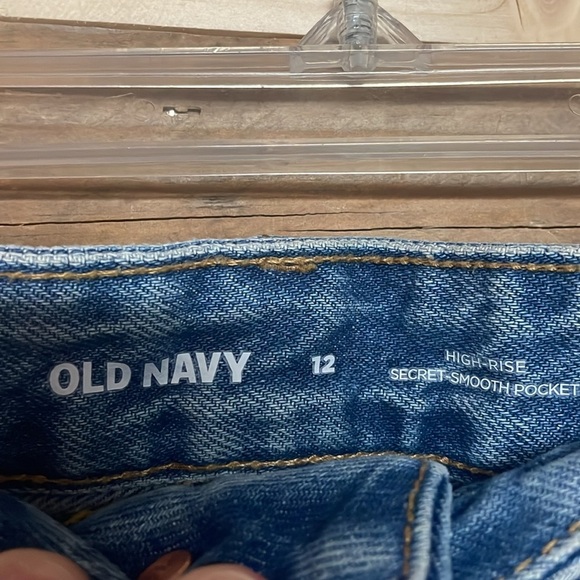 OLD NAVY
12
HIGH-RISE
SECRET-SMOOTH POCKET